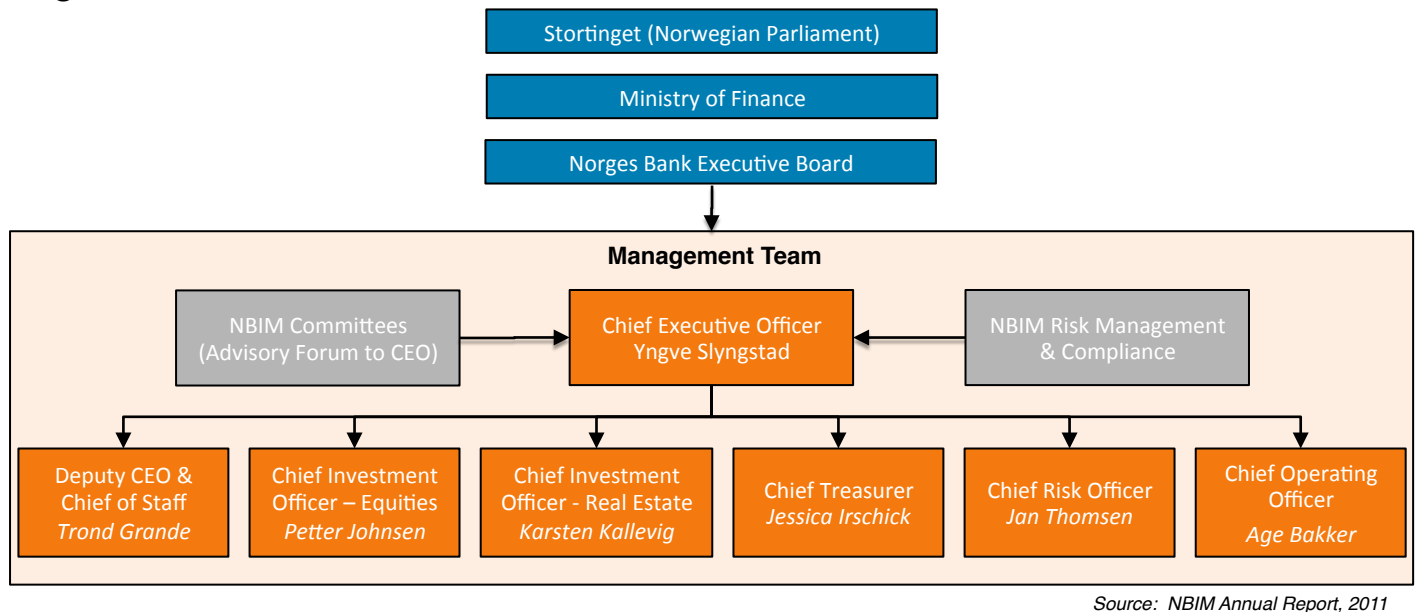 Stortinget (Norwegian Parliament)
Ministry of Finance
Norges Bank Executive Board
Management Team
NBIM Committees
(Advisory Forum to CEO)
Chief Executive Officer
Yngve Slyngstad
NBIM Risk Management
& Compliance
Deputy CEO &
Chief of Staff
Trond Grande
Chief Investment
Officer – Equities
Petter Johnsen
Chief Investment
Officer - Real Estate
Karsten Kallevig
Chief Treasurer
Jessica Irschick
Chief Risk Officer
Jan Thomsen
Chief Operating
Officer
Age Bakker
Source: NBIM Annual Report, 2011